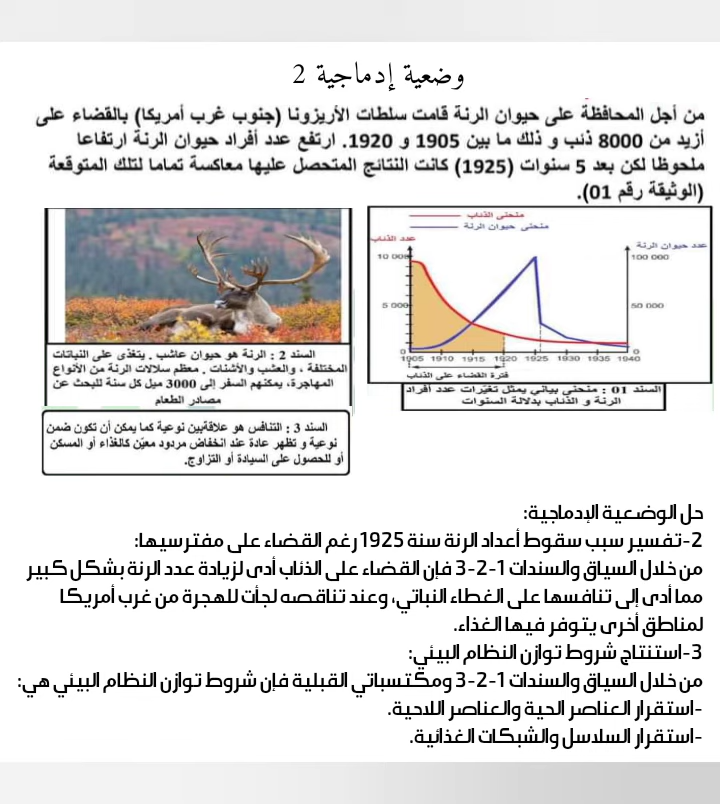 وضعية إدماجية 2
من أجل المحافظة على حيوان الرنة قامت سلطات الأريزونا (جنوب غرب أمريكا) بالقضاء على
أزيد من 8000 ذئب و ذلك ما بين 1905 و 1920. ارتفع عدد أفراد حيوان الرنة ارتفاعا
ملحوظا لكن بعد 5 سنوات (1925) كانت النتائج المتحصل عليها معاكسة تماما لتلك المتوقعة
(الوثيقة رقم 01).
منحنى الذئاب
منحنى حيوان الرنة
عدد الذئاب
عدد حيوان الرنة
10 000
100 000
5 000
50 000
0
0
1905 1910 1915 1920 1925 1935 1940
فترة القضاء على الذئاب
السند 01 : منحنى بياني يمثل تغيّرات عدد أفراد
الرنة و الذئاب بدلالة السنوات
السند 2 : الرنة هو حيوان عاشب . يتغذى على النباتات
المختلفة ، والعشب والأشنات . معظم سلالات الرنة من الأنواع
المهاجرة، يمكنهم السفر إلى 3000 ميل كل سنة للبحث عن
مصادر الطعام
السند 3 : التنافس هو علاقةبين نوعية كما يمكن أن تكون ضمن
نوعية و تظهر عادة عند انخفاض مردود معيّن كالغذاء أو المسكن
أو للحصول على السيادة أو التزاوج.
حل الوضعية الإدماجية:
2-تفسير سبب سقوط أعداد الرنة سنة 1925 رغم القضاء على مفترسيها:
من خلال السياق والسندات 1-2-3 فإن القضاء على الذئاب أدى لزيادة عدد الرنة بشكل كبير
مما أدى إلى تنافسها على الغطاء النباتي، وعند تناقصه لجأت للهجرة من غرب أمريكا
لمناطق أخرى يتوفر فيها الغذاء.
3-استنتاج شروط توازن النظام البيئي:
من خلال السياق والسندات 1-2-3 ومكتسباتي القبلية فإن شروط توازن النظام البيئي هي:
-استقرار العناصر الحية والعناصر اللاحية.
-استقرار السلاسل والشبكات الغذائية.